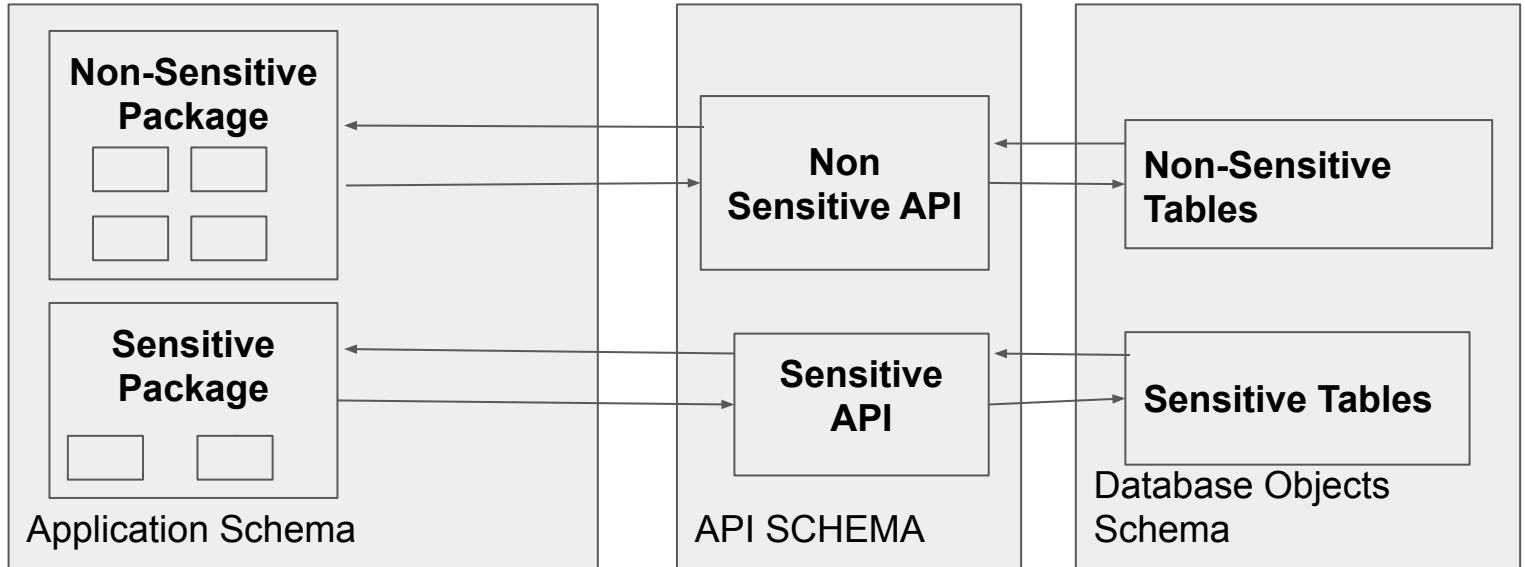 Non-Sensitive
Package
Sensitive
Package
Application Schema
Non
Sensitive API
Sensitive
API
API SCHEMA
Non-Sensitive
Tables
Sensitive Tables
Database Objects
Schema